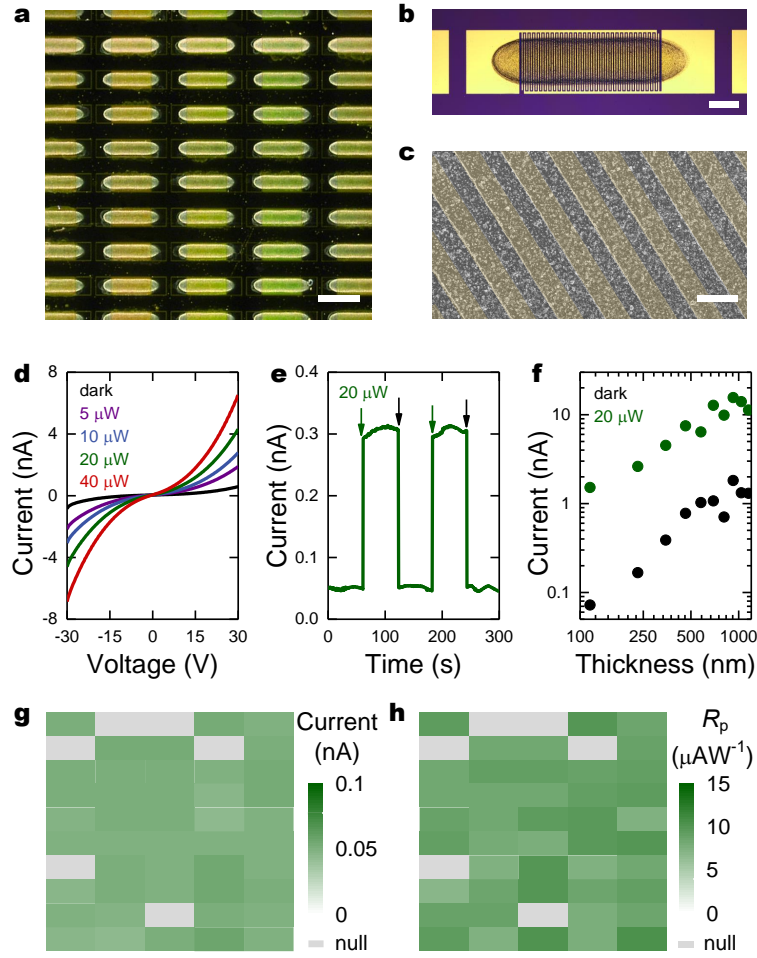 a
b
c
d
8
4
0
-4
-8
Current (nA)
dark
5 μW
10 μW
20 μW
40 μW
-30
-15
0
15
30
Voltage (V)
e
0.4
0.3
0.2
0.1
0.0
Current (nA)
20 μW
0
100
200
300
Time (s)
f
10
1
0.1
Current (nA)
dark
20 μW
100
250
500
1000
Thickness (nm)
g
Current
(nA)
0.1
0.05
0
null
h
Rp
(μAW-1)
15
10
5
0
null